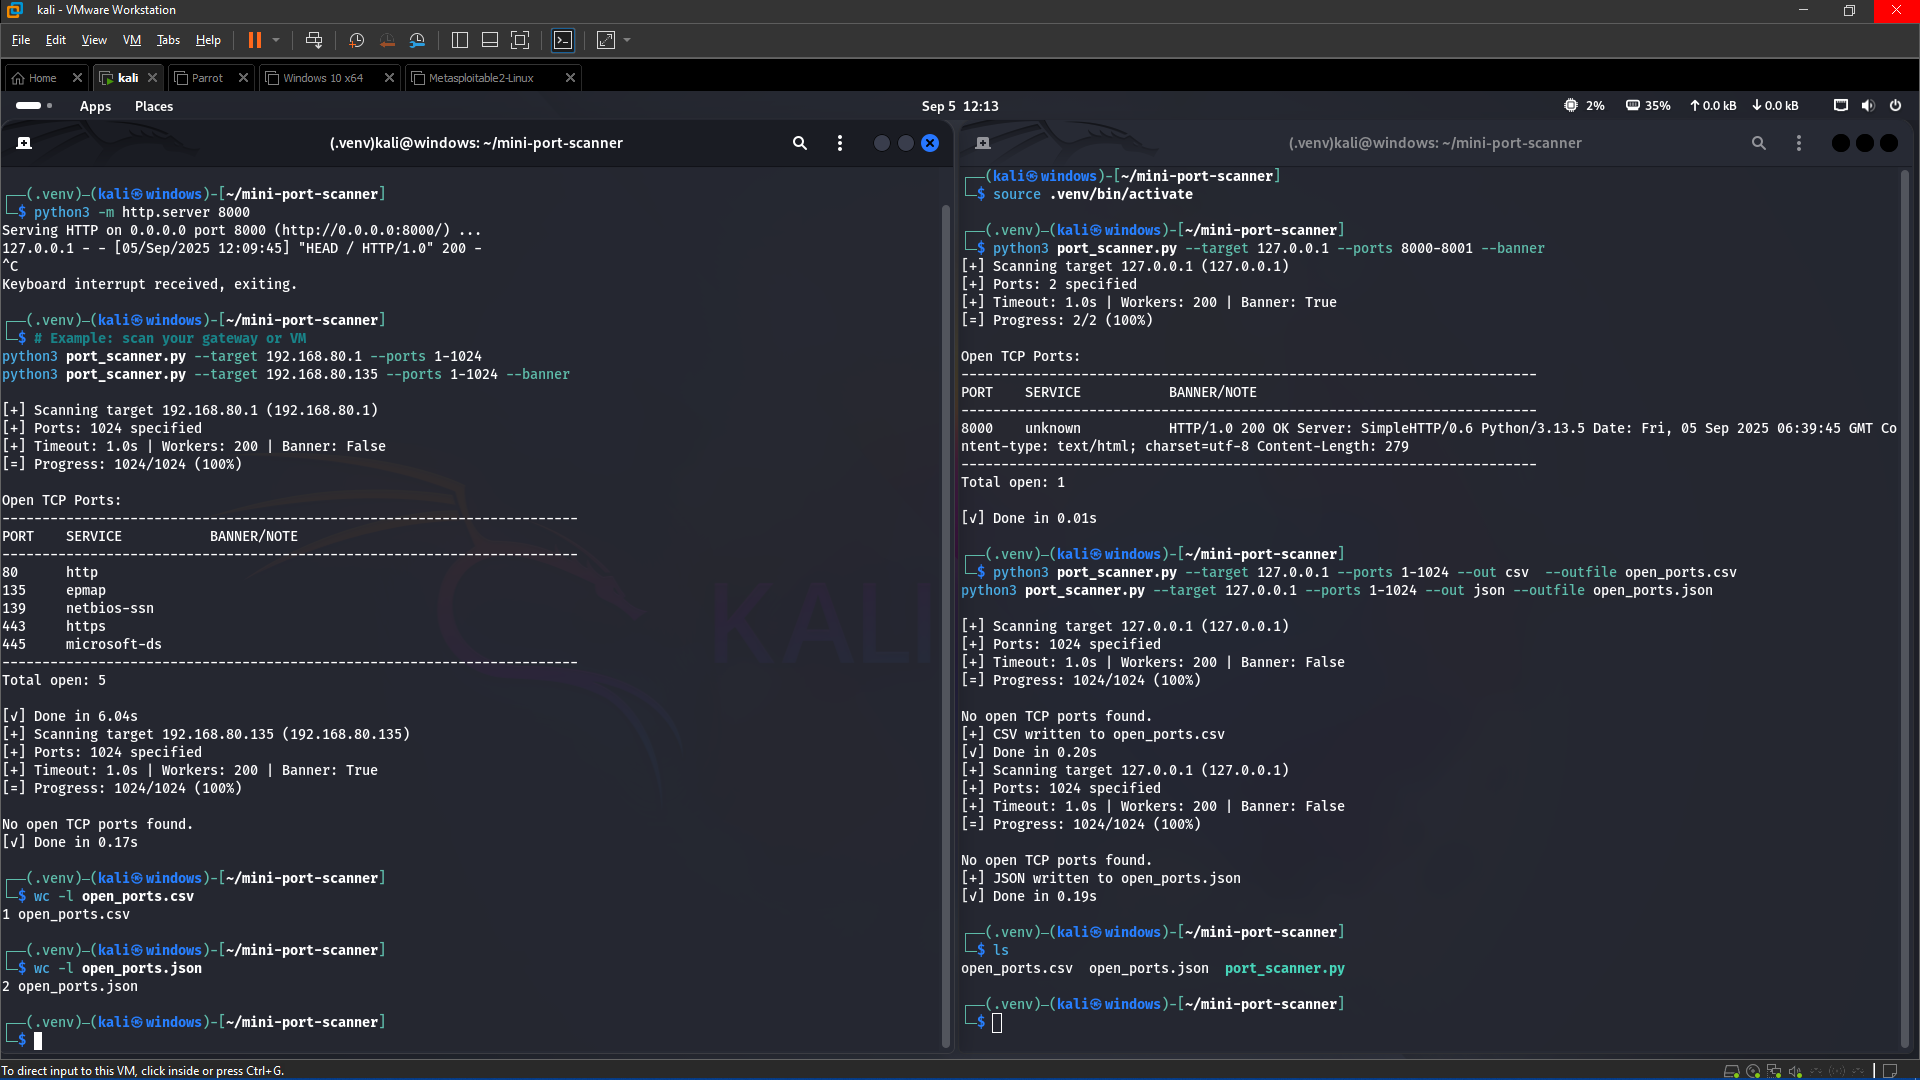 kali - VMware Workstation
File Edit View VM Tabs Help
Home kali Parrot Windows 10 x64 Metasploitable2-Linux
Apps Places Sep 5 12:13 2% 35% ↑0.0 kB ↓0.0 kB
(.venv)kali@windows: ~/mini-port-scanner
┌──(.venv)─(kali㉿windows)-[~/mini-port-scanner]
└─$ python3 -m http.server 8000
Serving HTTP on 0.0.0.0 port 8000 (http://0.0.0.0:8000/) ...
127.0.0.1 - - [05/Sep/2025 12:09:45] "HEAD / HTTP/1.0" 200 -
^C
Keyboard interrupt received, exiting.
┌──(.venv)─(kali㉿windows)-[~/mini-port-scanner]
└─$ # Example: scan your gateway or VM
python3 port_scanner.py --target 192.168.80.1 --ports 1-1024
python3 port_scanner.py --target 192.168.80.135 --ports 1-1024 --banner
[+] Scanning target 192.168.80.1 (192.168.80.1)
[+] Ports: 1024 specified
[+] Timeout: 1.0s | Workers: 200 | Banner: False
[=] Progress: 1024/1024 (100%)
Open TCP Ports:
------------------------------------------------------------------------
PORT SERVICE BANNER/NOTE
------------------------------------------------------------------------
80 http
135 epmap
139 netbios-ssn
443 https
445 microsoft-ds
------------------------------------------------------------------------
Total open: 5
[√] Done in 6.04s
[+] Scanning target 192.168.80.135 (192.168.80.135)
[+] Ports: 1024 specified
[+] Timeout: 1.0s | Workers: 200 | Banner: True
[=] Progress: 1024/1024 (100%)
No open TCP ports found.
[√] Done in 0.17s
┌──(.venv)─(kali㉿windows)-[~/mini-port-scanner]
└─$ wc -l open_ports.csv
1 open_ports.csv
┌──(.venv)─(kali㉿windows)-[~/mini-port-scanner]
└─$ wc -l open_ports.json
2 open_ports.json
┌──(.venv)─(kali㉿windows)-[~/mini-port-scanner]
└─$
KALI
(.venv)kali@windows: ~/mini-port-scanner
┌──(kali㉿windows)-[~/mini-port-scanner]
└─$ source .venv/bin/activate
┌──(.venv)─(kali㉿windows)-[~/mini-port-scanner]
└─$ python3 port_scanner.py --target 127.0.0.1 --ports 8000-8001 --banner
[+] Scanning target 127.0.0.1 (127.0.0.1)
[+] Ports: 2 specified
[+] Timeout: 1.0s | Workers: 200 | Banner: True
[=] Progress: 2/2 (100%)
Open TCP Ports:
------------------------------------------------------------------------
PORT SERVICE BANNER/NOTE
------------------------------------------------------------------------
8000 unknown HTTP/1.0 200 OK Server: SimpleHTTP/0.6 Python/3.13.5 Date: Fri, 05 Sep 2025 06:39:45 GMT Co
ntent-type: text/html; charset=utf-8 Content-Length: 279
------------------------------------------------------------------------
Total open: 1
[√] Done in 0.01s
┌──(.venv)─(kali㉿windows)-[~/mini-port-scanner]
└─$ python3 port_scanner.py --target 127.0.0.1 --ports 1-1024 --out csv --outfile open_ports.csv
python3 port_scanner.py --target 127.0.0.1 --ports 1-1024 --out json --outfile open_ports.json
[+] Scanning target 127.0.0.1 (127.0.0.1)
[+] Ports: 1024 specified
[+] Timeout: 1.0s | Workers: 200 | Banner: False
[=] Progress: 1024/1024 (100%)
No open TCP ports found.
[+] CSV written to open_ports.csv
[√] Done in 0.20s
[+] Scanning target 127.0.0.1 (127.0.0.1)
[+] Ports: 1024 specified
[+] Timeout: 1.0s | Workers: 200 | Banner: False
[=] Progress: 1024/1024 (100%)
No open TCP ports found.
[+] JSON written to open_ports.json
[√] Done in 0.19s
┌──(.venv)─(kali㉿windows)-[~/mini-port-scanner]
└─$ ls
open_ports.csv open_ports.json port_scanner.py
┌──(.venv)─(kali㉿windows)-[~/mini-port-scanner]
└─$
To direct input to this VM, click inside or press Ctrl+G.